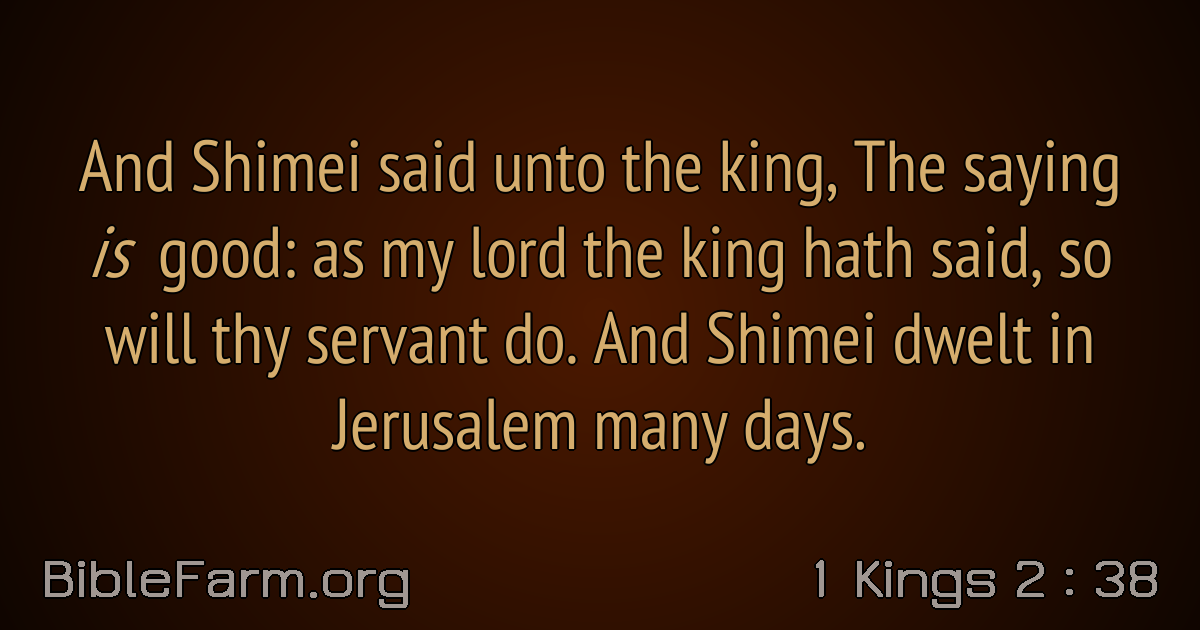 And Shimei said unto the king, The saying
is good: as my lord the king hath said, so
will thy servant do. And Shimei dwelt in
Jerusalem many days.
BibleFarm.org
1 Kings 2 : 38